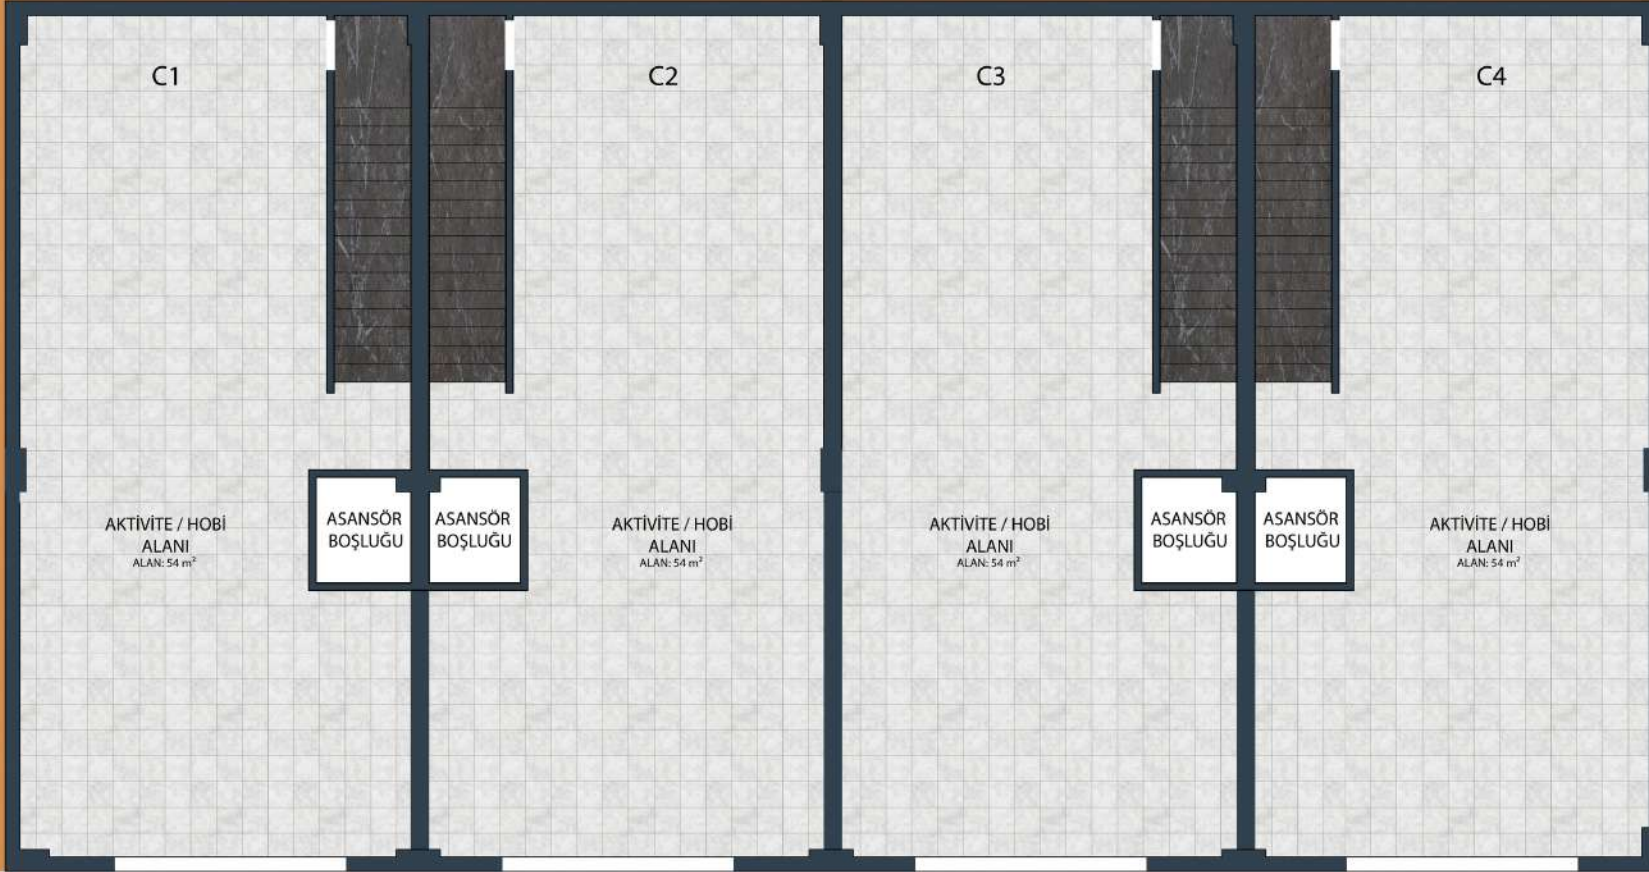 C1
C2
C3
C4
AKTİVİTE / HOBİ
ALANI
ALAN: 54 m²
ASANSÖR
BOŞLUĞU
ASANSÖR
BOŞLUĞU
AKTİVİTE / HOBİ
ALANI
ALAN: 54 m²
AKTİVİTE / HOBİ
ALANI
ALAN: 54 m²
ASANSÖR
BOŞLUĞU
ASANSÖR
BOŞLUĞU
AKTİVİTE / HOBİ
ALANI
ALAN: 54 m²